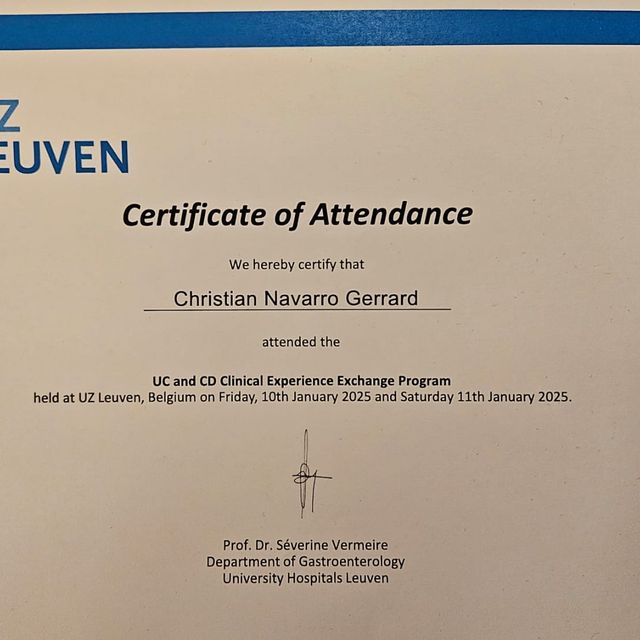 Z
EUVEN
Certificate of Attendance
We hereby certify that
Christian Navarro Gerrard
attended the
UC and CD Clinical Experience Exchange Program
held at UZ Leuven, Belgium on Friday, 10th January 2025 and Saturday 11th January 2025.
Prof. Dr. Séverine Vermeire
Department of Gastroenterology
University Hospitals Leuven